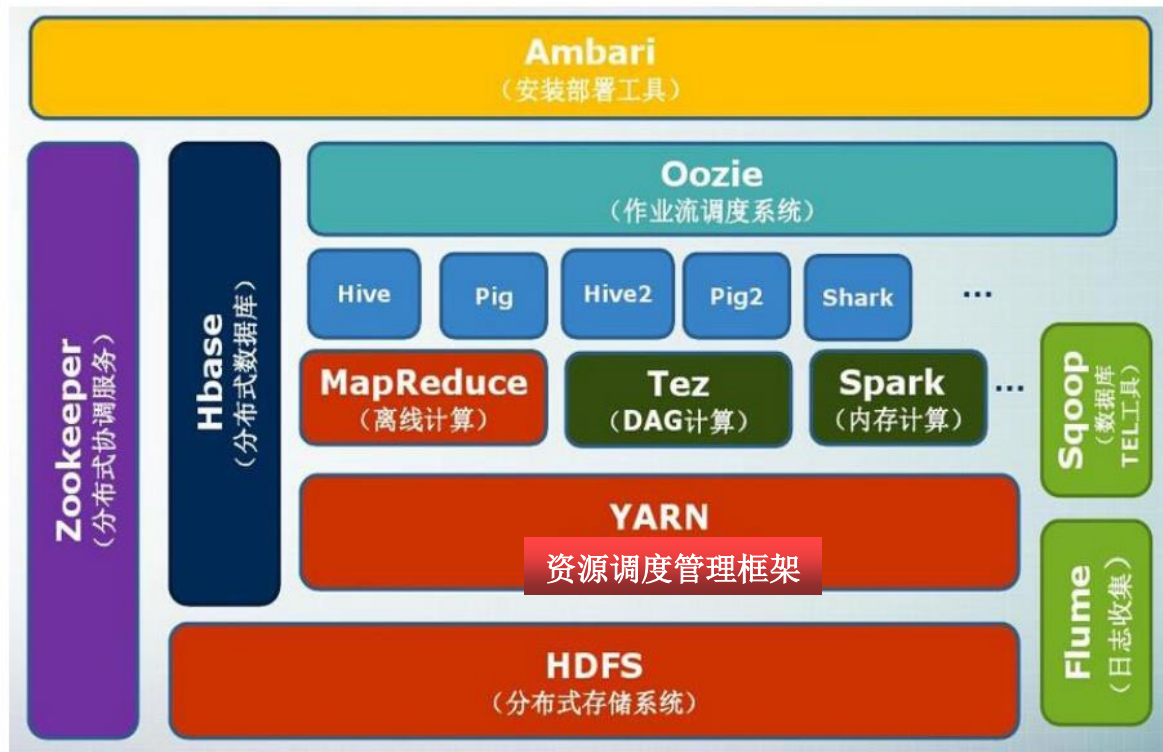 Ambari
（安装部署工具）
Zookeeper
（分布式协调服务）
Hbase
（分布式数据库）
Oozie
（作业流调度系统）
Hive
Pig
Hive2
Pig2
Shark
...
MapReduce
（离线计算）
Tez
（DAG计算）
Spark
（内存计算）
...
Sqoop
（数据库
TEL工具）
YARN
资源调度管理框架
Flume
（日志收集）
HDFS
（分布式存储系统）